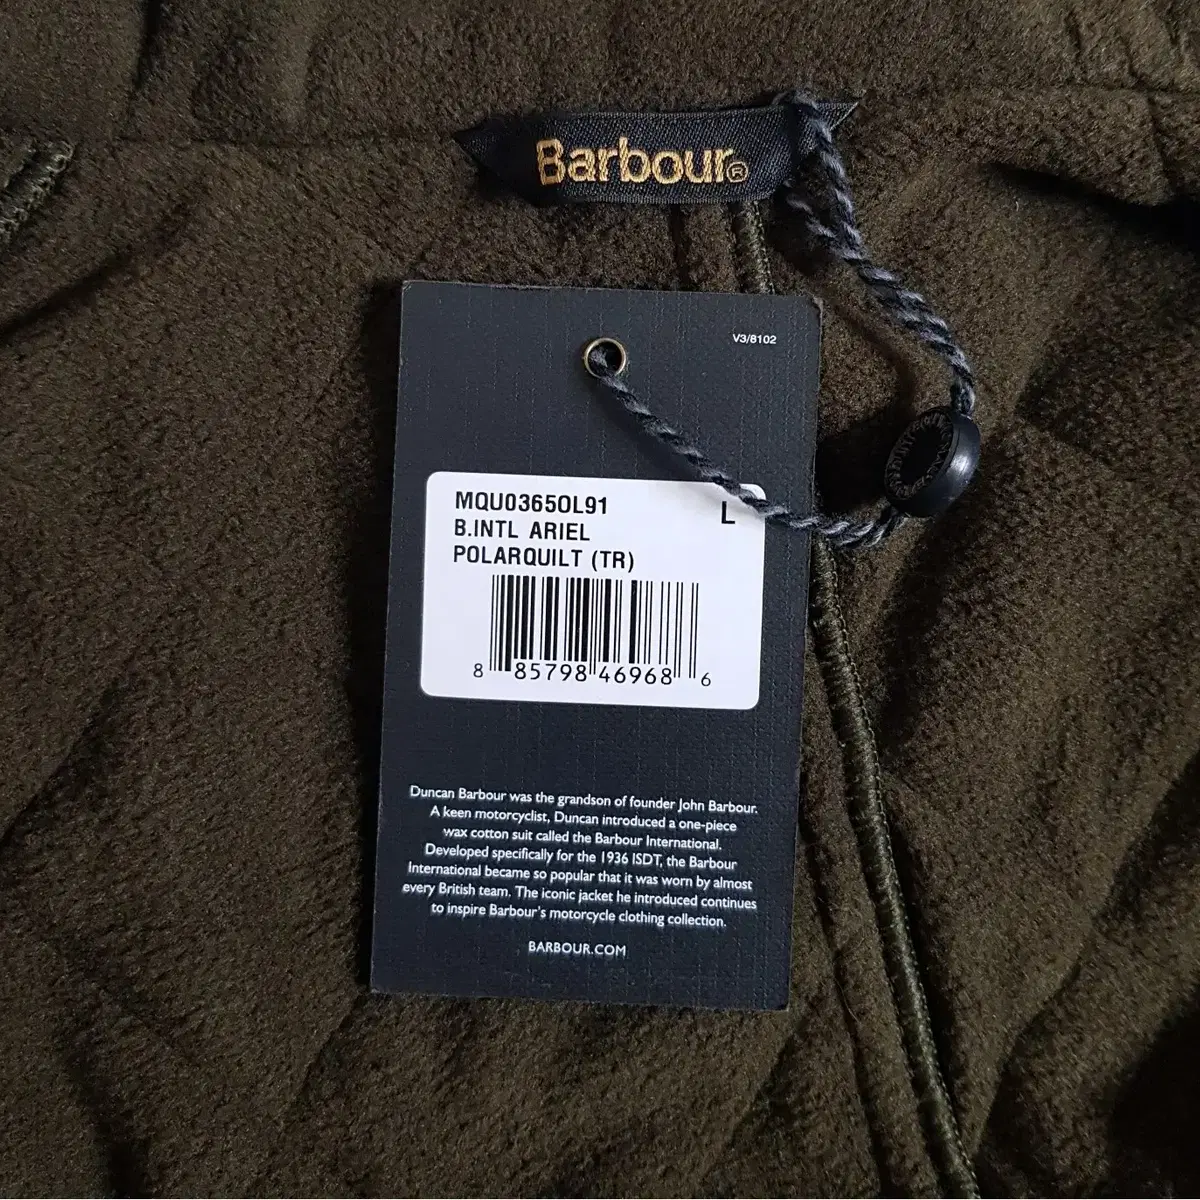 Barbour®
V3/8102
MQU0365OL91
L
B.INTL ARIEL
POLARQUILT (TR)
8 85798 46968 6
Duncan Barbour was the grandson of founder John Barbour.
A keen motorcyclist, Duncan introduced a one-piece
wax cotton suit called the Barbour International.
Developed specifically for the 1936 ISDT, the Barbour
International became so popular that it was worn by almost
every British team. The iconic jacket he introduced continues
to inspire Barbour's motorcycle clothing collection.
BARBOUR.COM